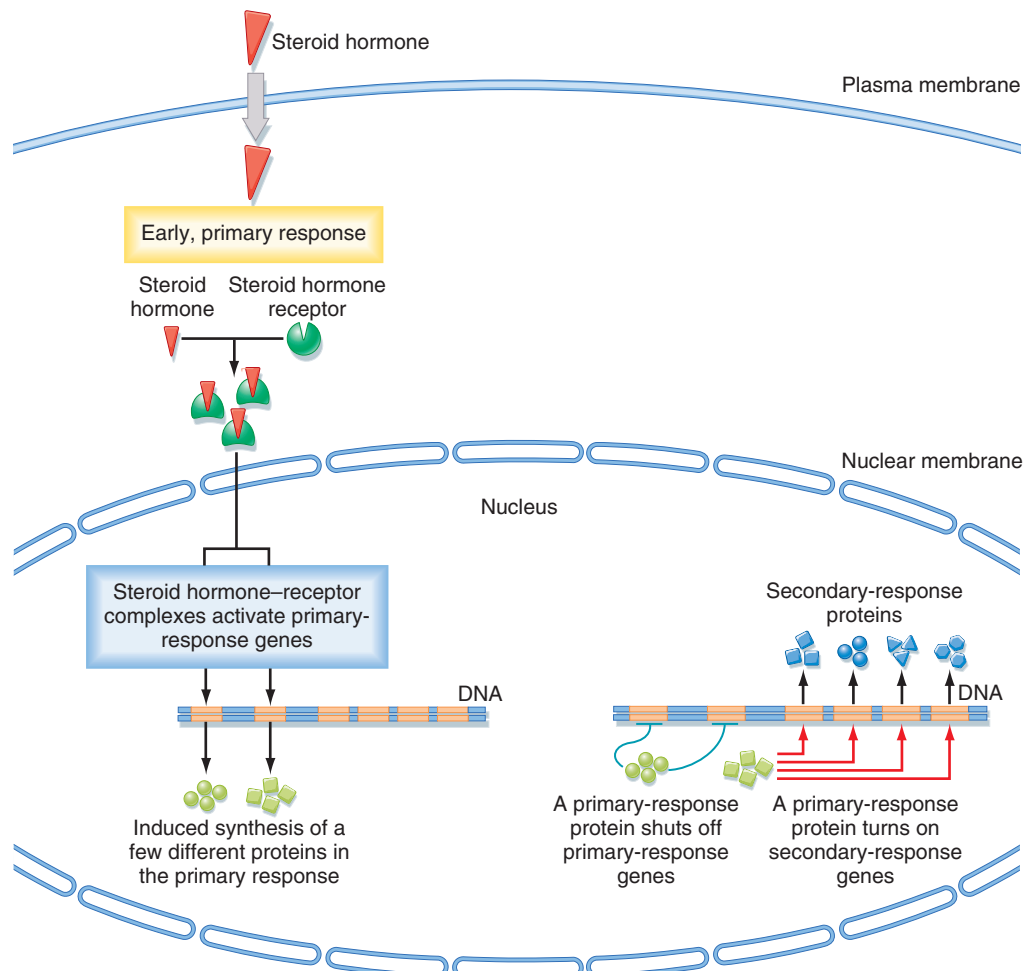 Steroid hormone
Plasma membrane
Early, primary response
Steroid
hormone
Steroid hormone
receptor
Nuclear membrane
Nucleus
Steroid hormone–receptor
complexes activate primary-
response genes
DNA
Induced synthesis of a
few different proteins in
the primary response
Secondary-response
proteins
DNA
A primary-response
protein shuts off
primary-response
genes
A primary-response
protein turns on
secondary-response
genes